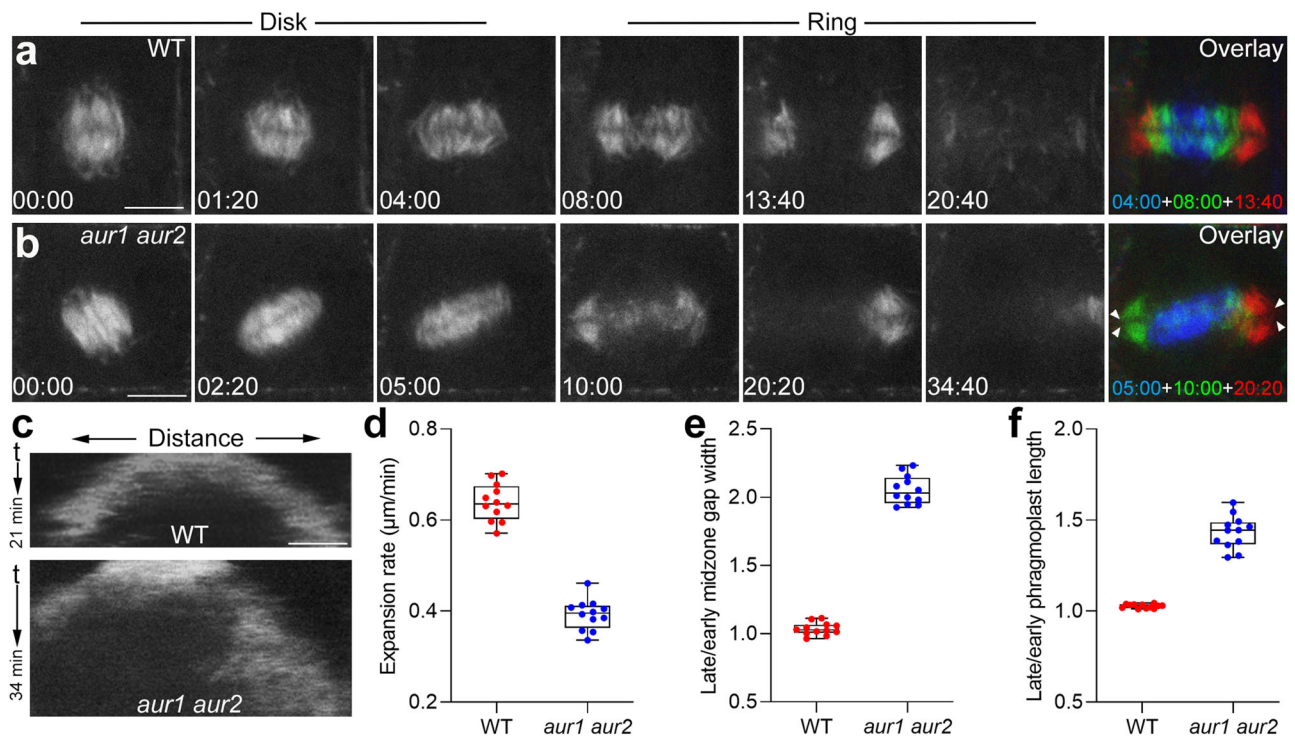 Disk Ring
a WT Overlay
00:00 01:20 04:00 08:00 13:40 20:40 04:00+08:00+13:40
b aur1 aur2 Overlay
00:00 02:20 05:00 10:00 20:20 34:40 05:00+10:00+20:20
c
Distance
t
21 min
WT
t
34 min
aur1 aur2
d
Expansion rate (µm/min)
0.8
0.6
0.4
0.2
WT aur1 aur2
e
Late/early midzone gap width
2.5
2.0
1.5
1.0
0.5
WT aur1 aur2
f
Late/early phragmoplast length
2.0
1.5
1.0
0.5
WT aur1 aur2